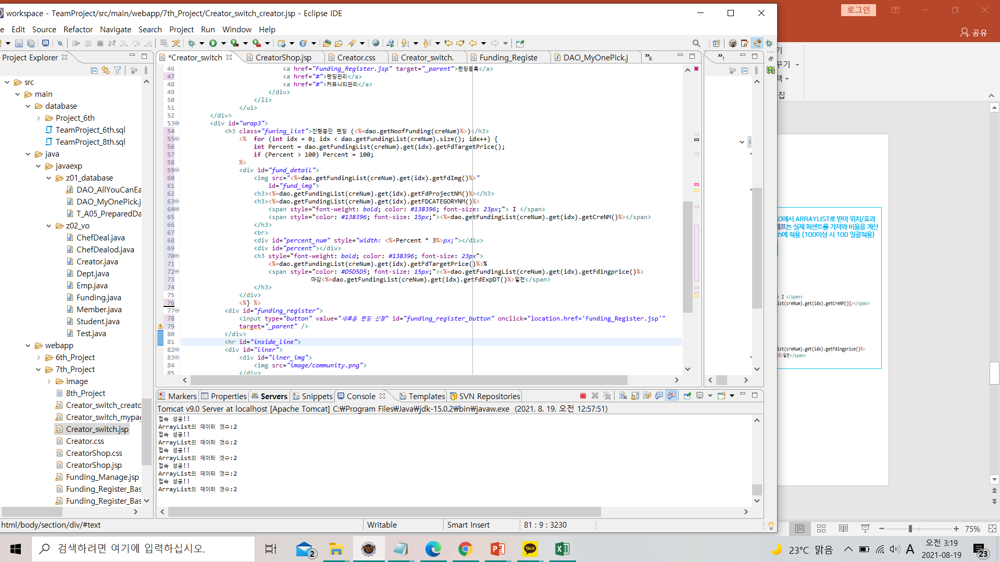 workspace - TeamProject/src/main/webapp/7th_Project/Creator_switch_creator.jsp - Eclipse IDE
로그인
e Edit Source Refactor Navigate Search Project Run Window Help
공유
Project Explorer
*Creator_switch CreatorShop.jsp Creator.css Creator_switch. Funding_Registe DAO_MyOnePick.j »6
»1
src
main
database
Project_6th
TeamProject_6th.sql
TeamProject_8th.sql
java
javaexp
z01_database
DAO_AllYouCanEa
DAO_MyOnePick.j
T_A05_PreparedDa
z02_vo
ChefDeal.java
ChefDealod.java
Creator.java
Dept.java
Emp.java
Funding.java
Member.java
Student.java
Test.java
webapp
6th_Project
7th_Project
image
8th_Project
Creator_switch_creato
Creator_switch_mypag
Creator_switch.jsp
Creator.css
CreatorShop.css
CreatorShop.jsp
Funding_Manage.jsp
Funding_Register_Bas
Funding_Register_Bas
46 <a href="Funding_Register.jsp" target="_parent">펀딩등록</a>
47 <a href="#">펀딩관리</a>
48 <a href="#">커뮤니티관리</a>
49 </div>
50 </li>
51 </ui>
52 </div>
53 <div id="wrap3">
54 <h3 class="funing_list">진행중인 펀딩 (<%=dao.getNoofFunding(creNum)%>)</h3>
55 <% for (int idx = 0; idx < dao.getFundingList(creNum).size(); idx++) {
56 int Percent = dao.getFundingList(creNum).get(idx).getFdTargetPrice();
57 if (Percent > 100) Percent = 100;
58 %>
59 <div id="fund_detail">
60 <img src="<%=dao.getFundingList(creNum).get(idx).getFdImg()%>"
61 id="fund_img">
62 <h3><%=dao.getFundingList(creNum).get(idx).getFdProjectNM()%></h3>
63 <h3><%=dao.getFundingList(creNum).get(idx).getFDCATEGORYNM()%>
64 <span style="font-weight: bold; color: #138396; font-size: 23px;"> I </span>
65 <span style="color: #138396; font-size: 15px;"><%=dao.getFundingList(creNum).get(idx).getCreNM()%></span>
66 </h3>
67 <br>
68 <div id="percent_num" style="width: <%=Percent * 3%>px;"></div>
69 <div id="percent"></div>
70 <h3 style="font-weight: bold; color: #138396; font-size: 23px">
71 <%=dao.getFundingList(creNum).get(idx).getFdTargetPrice()%>%
72 <span style="color: #D5D5D5; font-size: 15px;"><%=dao.getFundingList(creNum).get(idx).getFdingprice()%>
73 마감<%=dao.getFundingList(creNum).get(idx).getFdExpDT()%>일전</span>
74 </h3>
75 </div>
76 <%} %>
77 <div id="funding_register">
78 <input type="button" value="새로운 펀딩 신청" id="funding_register_button" onclick="location.href='Funding_Register.jsp'"
79 target="_parent" />
80 </div>
81 <hr id="inside_line">
82 <div id="liner">
83 <div id="liner_img">
84 <img src="image/community.png">
85 </div>
Markers Properties Servers Snippets Console Templates SVN Repositories
Tomcat v9.0 Server at localhost [Apache Tomcat] C:₩Program Files₩Java₩jdk-15.0.2₩bin₩javaw.exe (2021. 8. 19. 오전 12:57:51)
접속 성공!!
ArrayList의 데이터 갯수:2
접속 성공!!
ArrayList의 데이터 갯수:2
접속 성공!!
ArrayList의 데이터 갯수:2
접속 성공!!
ArrayList의 데이터 갯수:2
접속 성공!!
ArrayList의 데이터 갯수:2
html/body/section/div/#text Writable Smart Insert 81 : 9 : 3230
기
꾸기
택
집
에서 ARRAYLIST로 받아 위치/효과
래프는 실제 퍼센트를 가져와 비율을 계산
th에 적용 (100이상 시 100 일괄적용)
> I </span>
ist(creNum).get(idx).getCreNM()%></span>
ist(creNum).get(idx).getFdingprice()%>
)%>일전</span>
75%
검색하려면 여기에 입력하십시오.
2
TALK
23°C 맑음
A
오전 3:19
2021-08-19
23